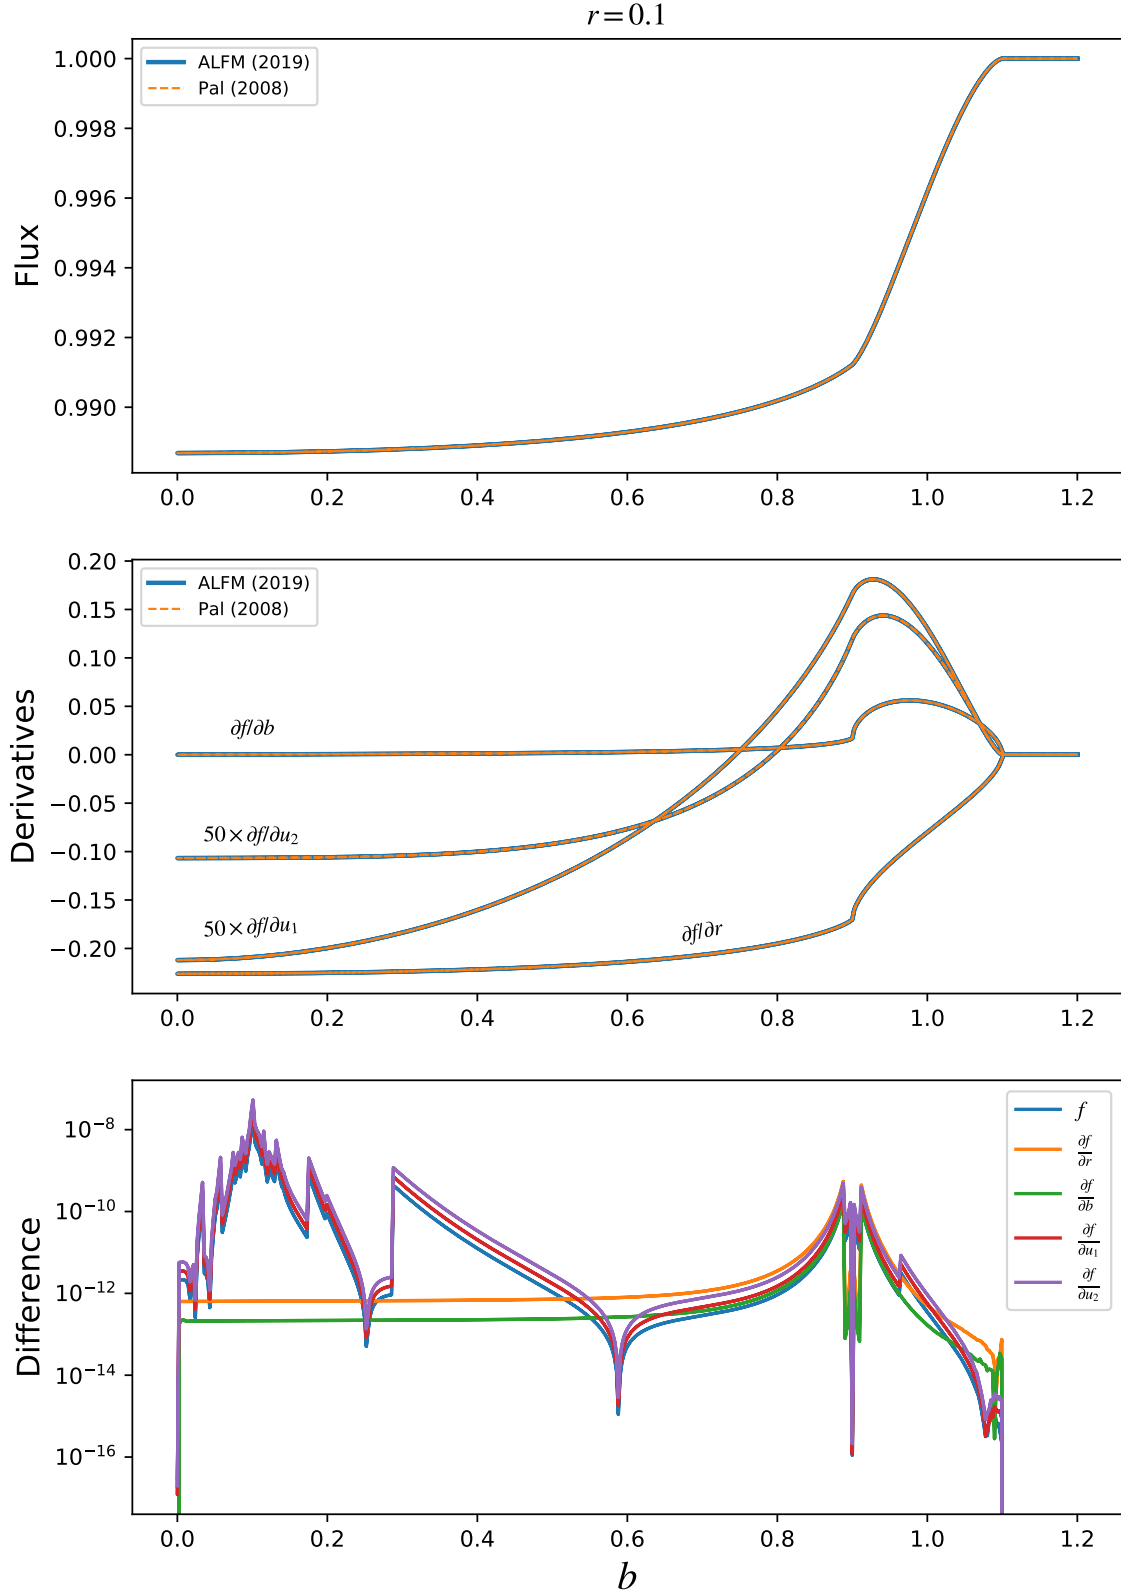 r = 0.1
1.000
0.998
0.996
0.994
0.992
0.990
Flux
ALFM (2019)
Pal (2008)
0.0 0.2 0.4 0.6 0.8 1.0 1.2
0.20
0.15
0.10
0.05
0.00
−0.05
−0.10
−0.15
−0.20
Derivatives
ALFM (2019)
Pal (2008)
∂f/∂b
50 × ∂f/∂u₂
50 × ∂f/∂u₁
∂f/∂r
0.0 0.2 0.4 0.6 0.8 1.0 1.2
10⁻⁸
10⁻¹⁰
10⁻¹²
10⁻¹⁴
10⁻¹⁶
Difference
f
∂f/∂r
∂f/∂b
∂f/∂u₁
∂f/∂u₂
0.0 0.2 0.4 0.6 0.8 1.0 1.2
b